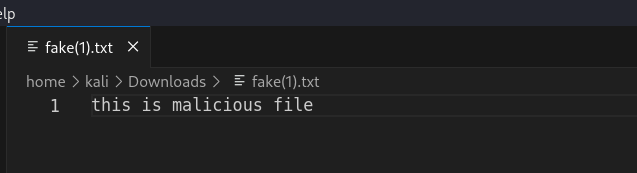 elp
fake(1).txt
home > kali > Downloads > fake(1).txt
1 this is malicious file